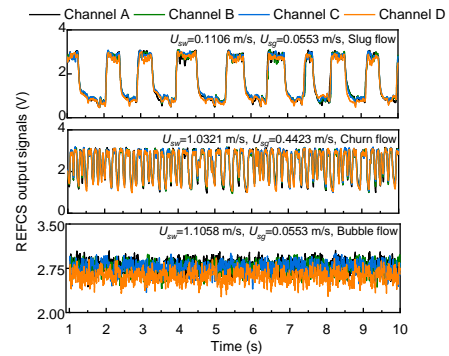 Channel A Channel B Channel C Channel D
REFCS output signals (V)
4
2
0
U_sw=0.1106 m/s, U_sg=0.0553 m/s, Slug flow
4
2
0
U_sw=1.0321 m/s, U_sg=0.4423 m/s, Churn flow
3.50
2.75
2.00
U_sw=1.1058 m/s, U_sg=0.0553 m/s, Bubble flow
1 2 3 4 5 6 7 8 9 10
Time (s)